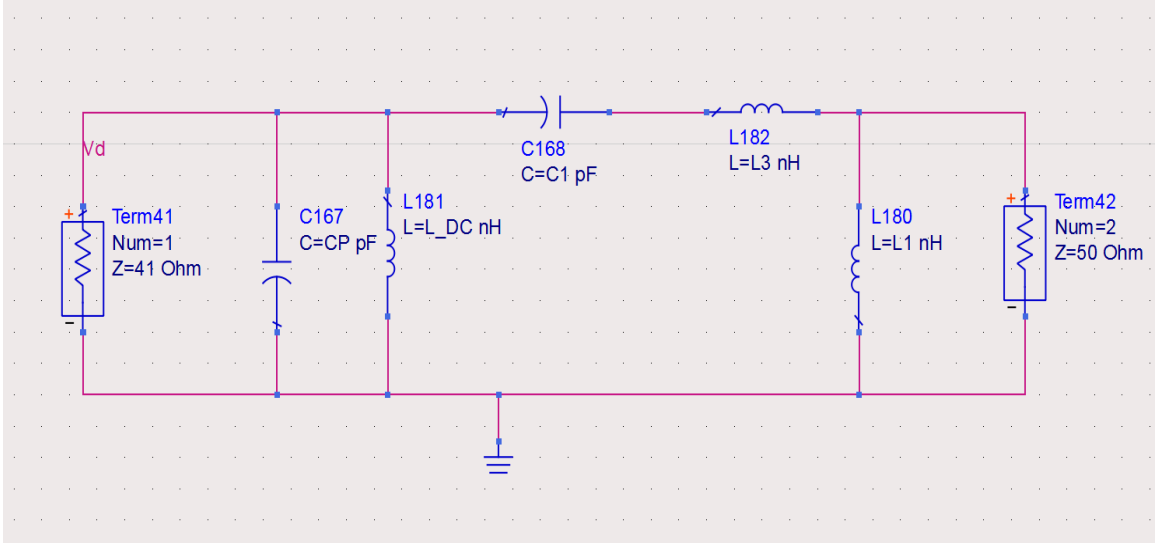 Vd
+
Term41
Num=1
Z=41 Ohm
-
C167
C=CP pF
L181
L=L_DC nH
C168
C=C1 pF
L182
L=L3 nH
L180
L=L1 nH
+
Term42
Num=2
Z=50 Ohm
-